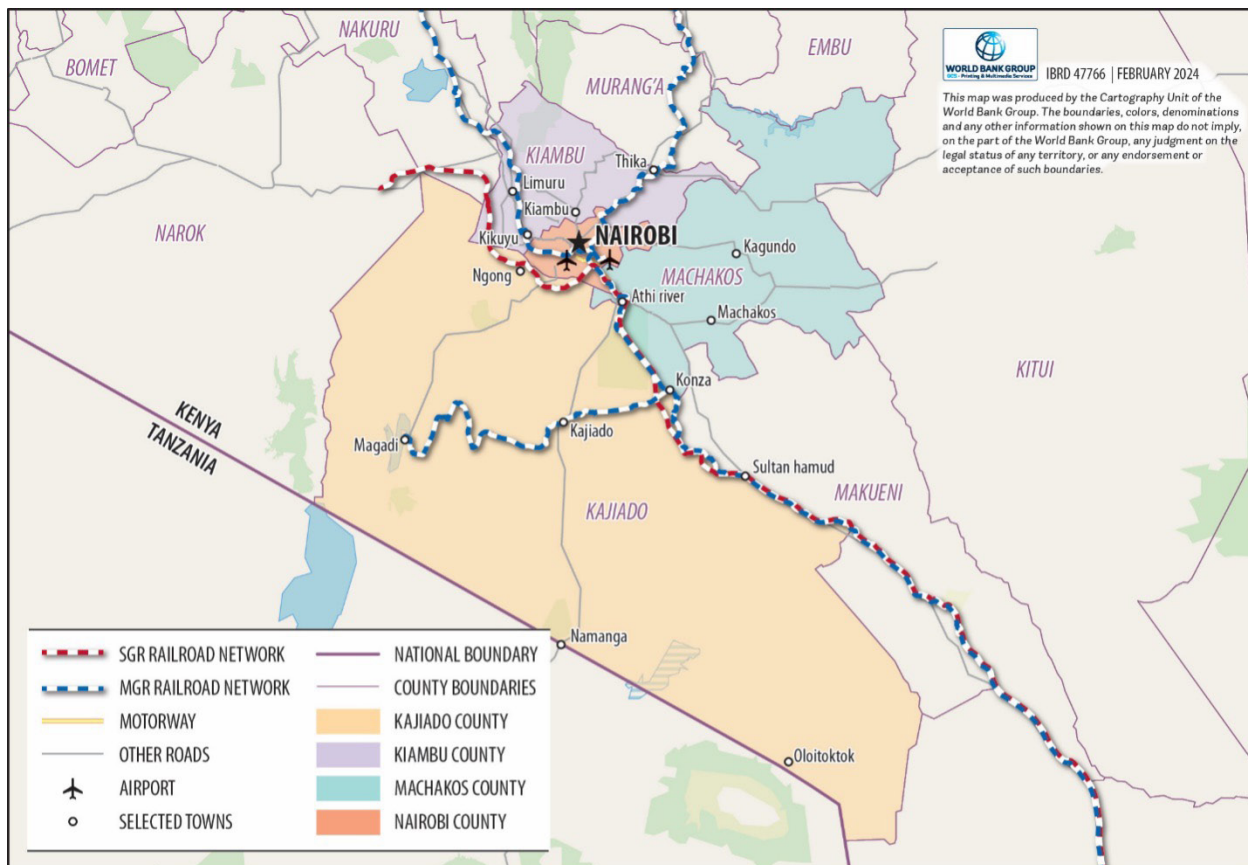 NAKURU
BOMET
EMBU
MURANG'A
WORLD BANK GROUP
GCS - Printing & Multimedia Services
IBRD 47766 | FEBRUARY 2024
This map was produced by the Cartography Unit of the
World Bank Group. The boundaries, colors, denominations
and any other information shown on this map do not imply,
on the part of the World Bank Group, any judgment on the
legal status of any territory, or any endorsement or
acceptance of such boundaries.
KIAMBU
Thika
Limuru
Kiambu
NAROK
Kikuyu
NAIROBI
Kagundo
Ngong
MACHAKOS
Athi river
Machakos
KITUI
Konza
KENYA
TANZANIA
Magadi
Kajiado
Sultan hamud
MAKUENI
KAJIADO
Namanga
Oloitoktok
SGR RAILROAD NETWORK
MGR RAILROAD NETWORK
MOTORWAY
OTHER ROADS
AIRPORT
SELECTED TOWNS
NATIONAL BOUNDARY
COUNTY BOUNDARIES
KAJIADO COUNTY
KIAMBU COUNTY
MACHAKOS COUNTY
NAIROBI COUNTY